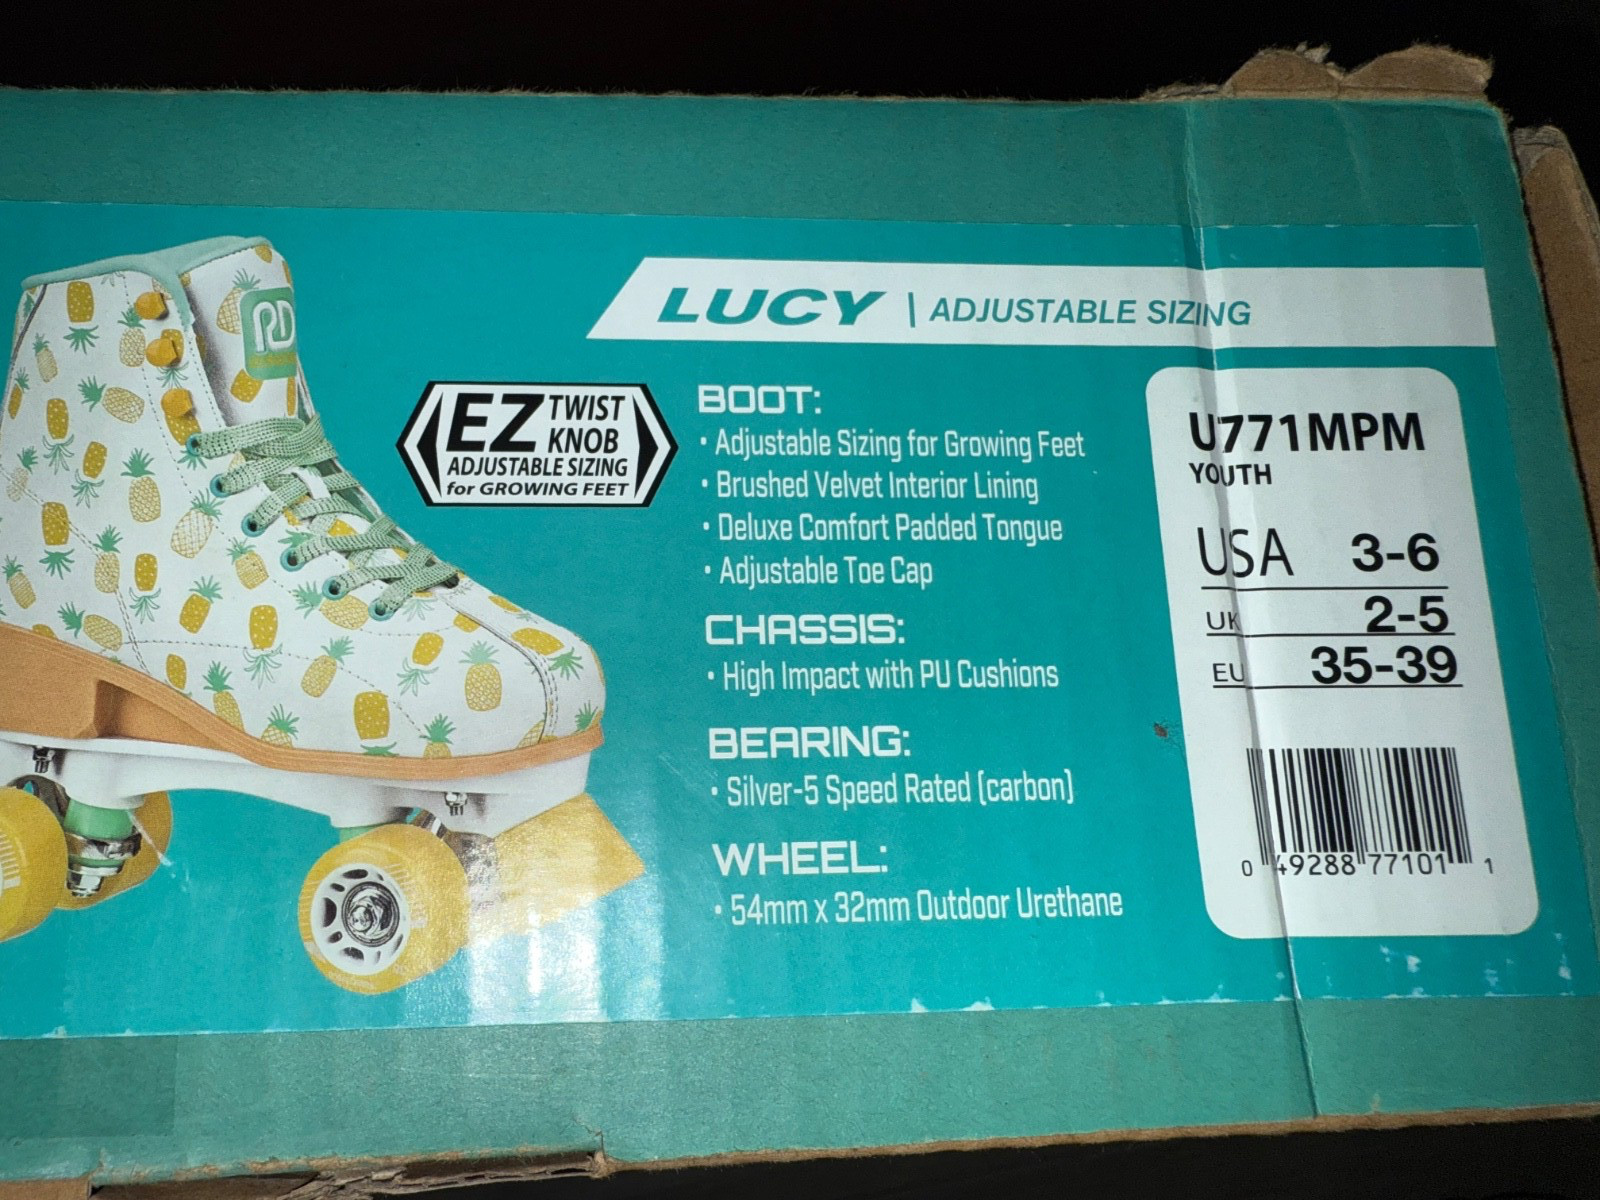 RD
LUCY | ADJUSTABLE SIZING
EZ TWIST KNOB
ADJUSTABLE SIZING
for GROWING FEET
BOOT:
• Adjustable Sizing for Growing Feet
• Brushed Velvet Interior Lining
• Deluxe Comfort Padded Tongue
• Adjustable Toe Cap
CHASSIS:
• High Impact with PU Cushions
BEARING:
• Silver-5 Speed Rated (carbon)
WHEEL:
• 54mm x 32mm Outdoor Urethane
U771MPM
YOUTH
USA 3-6
UK 2-5
EU 35-39
0 49288 77101 1